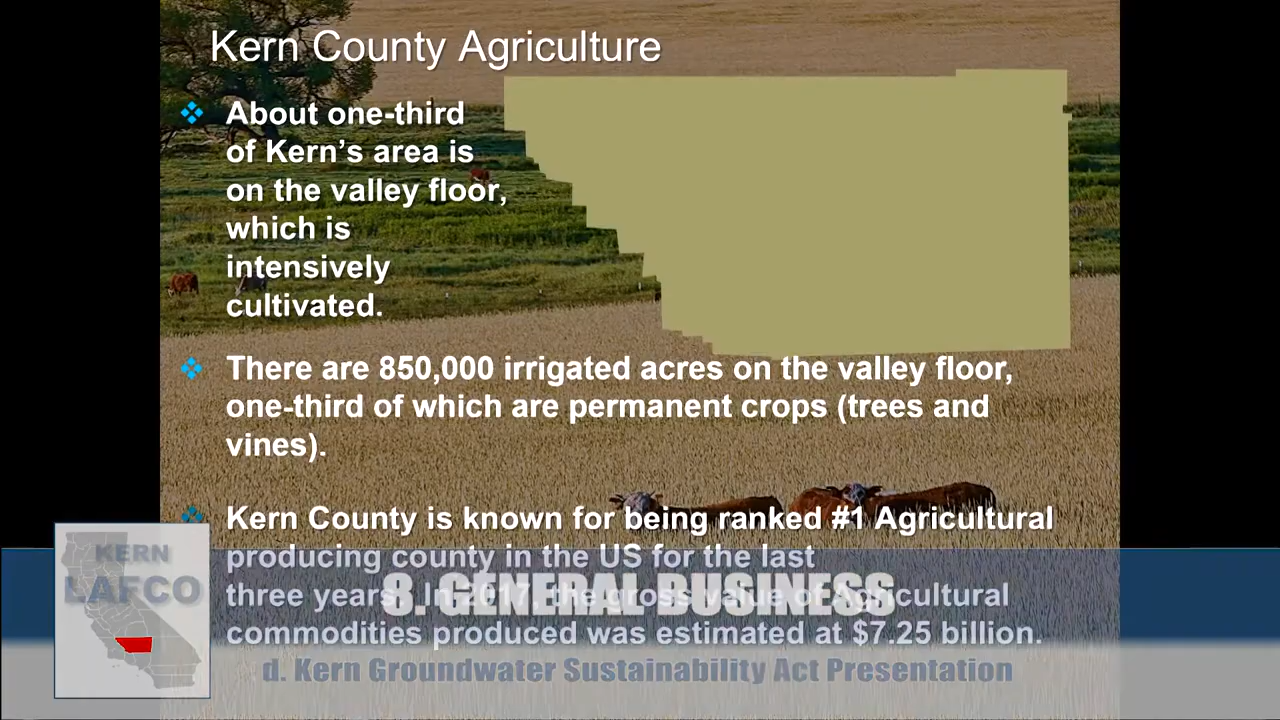 Kern County Agriculture
About one-third
of Kern's area is
on the valley floor,
which is
intensively
cultivated.
There are 850,000 irrigated acres on the valley floor,
one-third of which are permanent crops (trees and
vines).
Kern County is known for being ranked #1 Agricultural
producing county in the US for the last
three years. In 2017, the gross value of Agricultural
commodities produced was estimated at $7.25 billion.
KERN
LAFCO
8. GENERAL BUSINESS
d. Kern Groundwater Sustainability Act Presentation